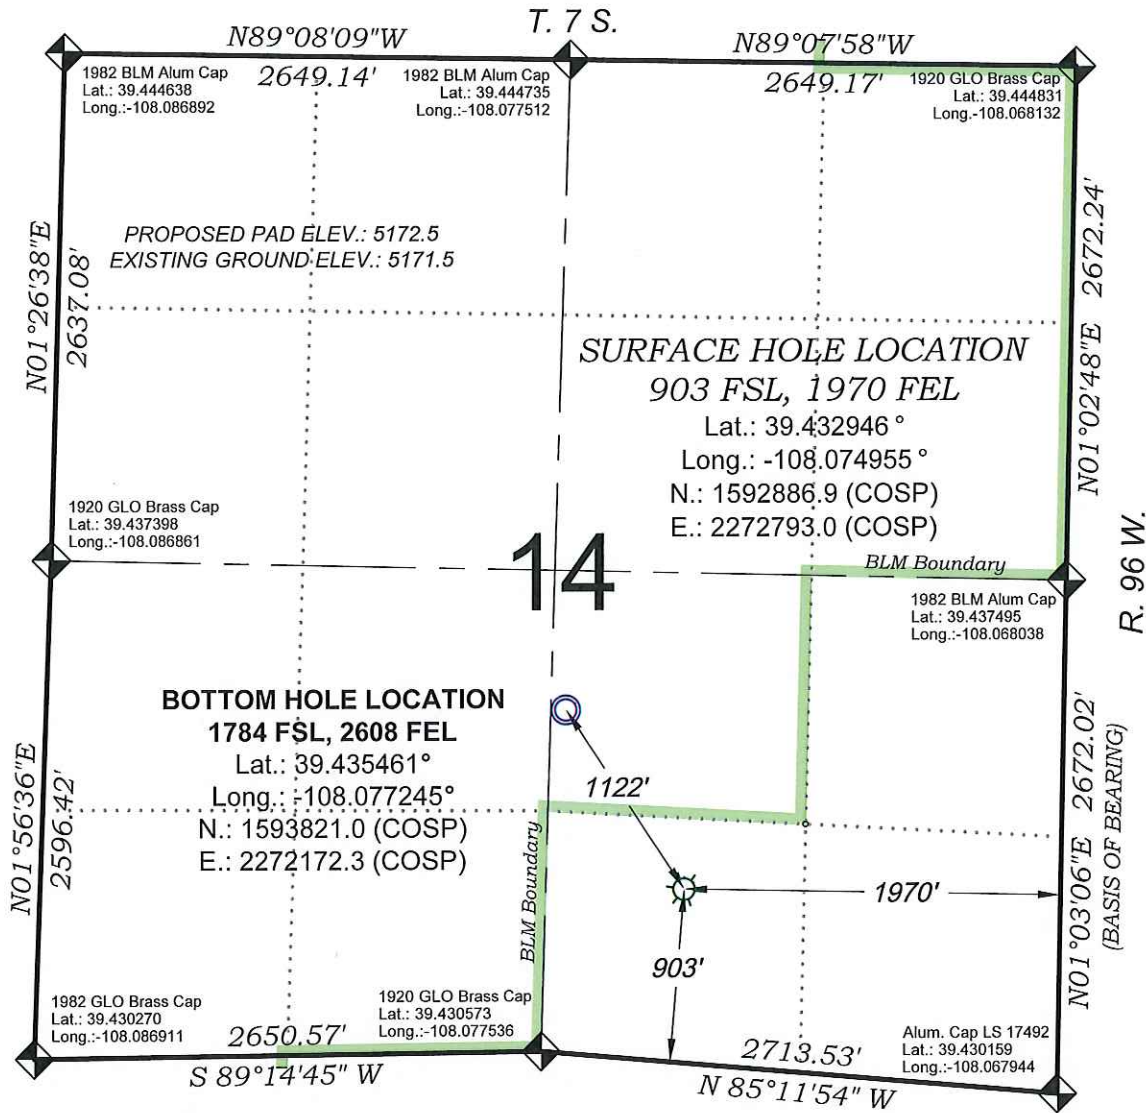 T. 7 S.
N89°08'09"W
N89°07'58"W
2649.14'
2649.17'
1982 BLM Alum Cap
Lat.: 39.444638
Long.:-108.086892
1982 BLM Alum Cap
Lat.: 39.444735
Long.:-108.077512
1920 GLO Brass Cap
Lat.: 39.444831
Long.-108.068132
PROPOSED PAD ELEV.: 5172.5
EXISTING GROUND ELEV.: 5171.5
N01°26'38"E
2637.08'
N01°02'48"E 2672.24'
SURFACE HOLE LOCATION
903 FSL, 1970 FEL
Lat.: 39.432946°
Long.: -108.074955°
N.: 1592886.9 (COSP)
E.: 2272793.0 (COSP)
1920 GLO Brass Cap
Lat.: 39.437398
Long.:-108.086861
14
BLM Boundary
R. 96 W.
1982 BLM Alum Cap
Lat.: 39.437495
Long.:-108.068038
BOTTOM HOLE LOCATION
1784 FSL, 2608 FEL
Lat.: 39.435461°
Long.: -108.077245°
N.: 1593821.0 (COSP)
E.: 2272172.3 (COSP)
N01°56'36"E
2596.42'
1122'
BLM Boundary
1970'
903'
N01°03'06"E 2672.02'
(BASIS OF BEARING)
1982 GLO Brass Cap
Lat.: 39.430270
Long.:-108.086911
1920 GLO Brass Cap
Lat.: 39.430573
Long.:-108.077536
Alum. Cap LS 17492
Lat.: 39.430159
Long.:-108.067944
2650.57'
S 89°14'45" W
2713.53'
N 85°11'54" W